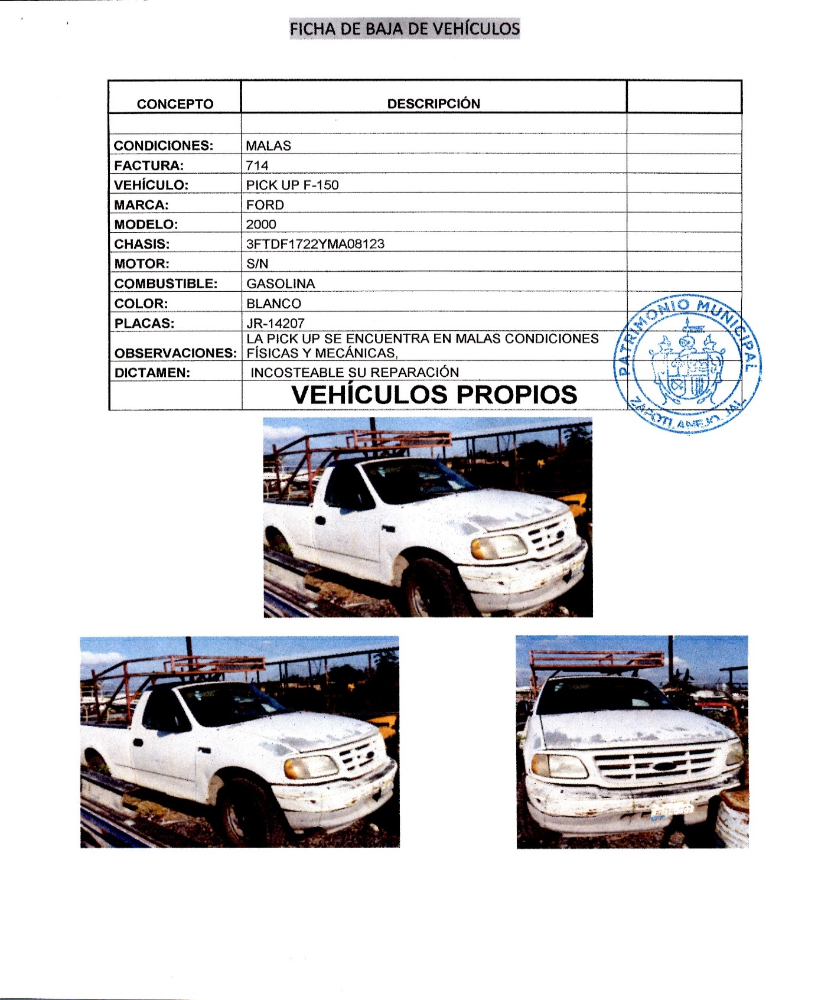 FICHA DE BAJA DE VEHÍCULOS
CONCEPTO DESCRIPCIÓN
CONDICIONES: MALAS
FACTURA: 714
VEHÍCULO: PICK UP F-150
MARCA: FORD
MODELO: 2000
CHASIS: 3FTDF1722YMA08123
MOTOR: S/N
COMBUSTIBLE: GASOLINA
COLOR: BLANCO
PLACAS: JR-14207
OBSERVACIONES: LA PICK UP SE ENCUENTRA EN MALAS CONDICIONES
FÍSICAS Y MECÁNICAS,
DICTAMEN: INCOSTEABLE SU REPARACIÓN
VEHÍCULOS PROPIOS
PATRIMONIO MUNICIPAL
ZAPOTLANEJO, JAL.